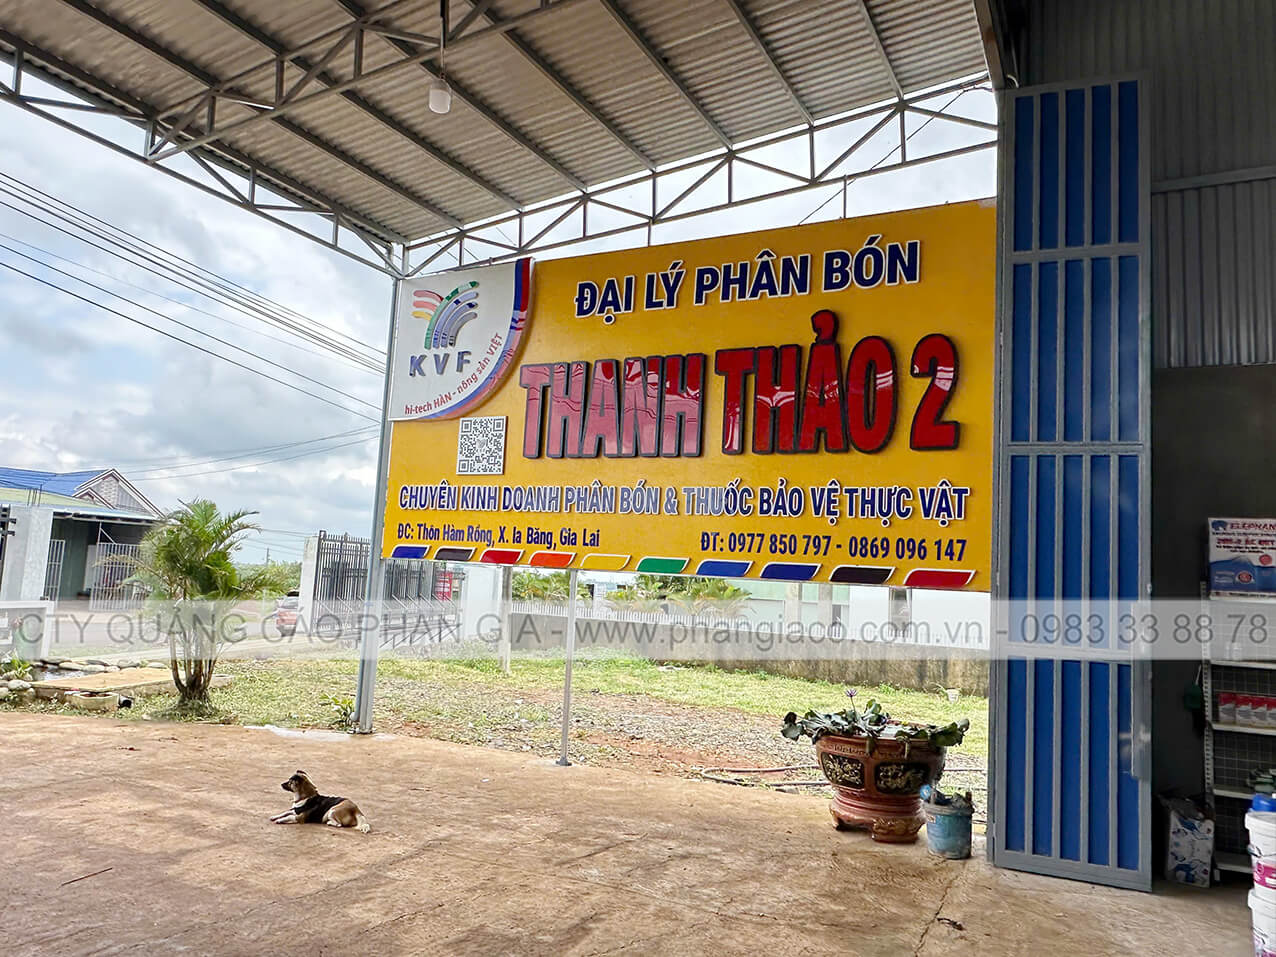 ĐẠI LÝ PHÂN BÓN
KVF
hi-tech HÀN - nông sản VIỆT
THANH THẢO 2
CHUYÊN KINH DOANH PHÂN BÓN & THUỐC BẢO VỆ THỰC VẬT
ĐC: Thôn Hàm Rồng, X. Ia Băng, Gia Lai
ĐT: 0977 850 797 - 0869 096 147
ELEPHANT
CTY QUẢNG CÁO PHAN GIA - www.phangiaco.com.vn - 0983 33 88 78